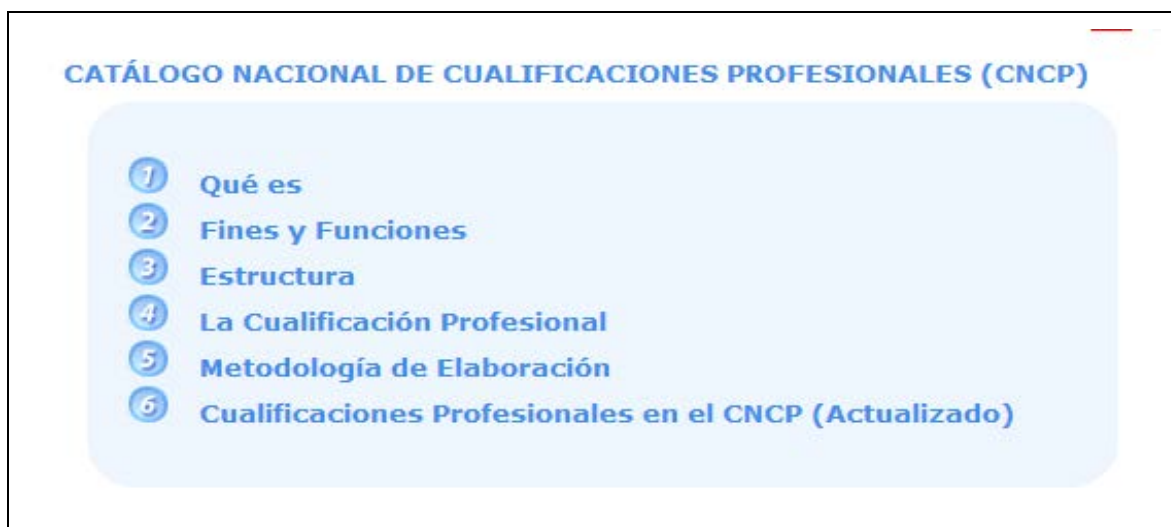 CATÁLOGO NACIONAL DE CUALIFICACIONES PROFESIONALES (CNCP)
1 Qué es
2 Fines y Funciones
3 Estructura
4 La Cualificación Profesional
5 Metodología de Elaboración
6 Cualificaciones Profesionales en el CNCP (Actualizado)